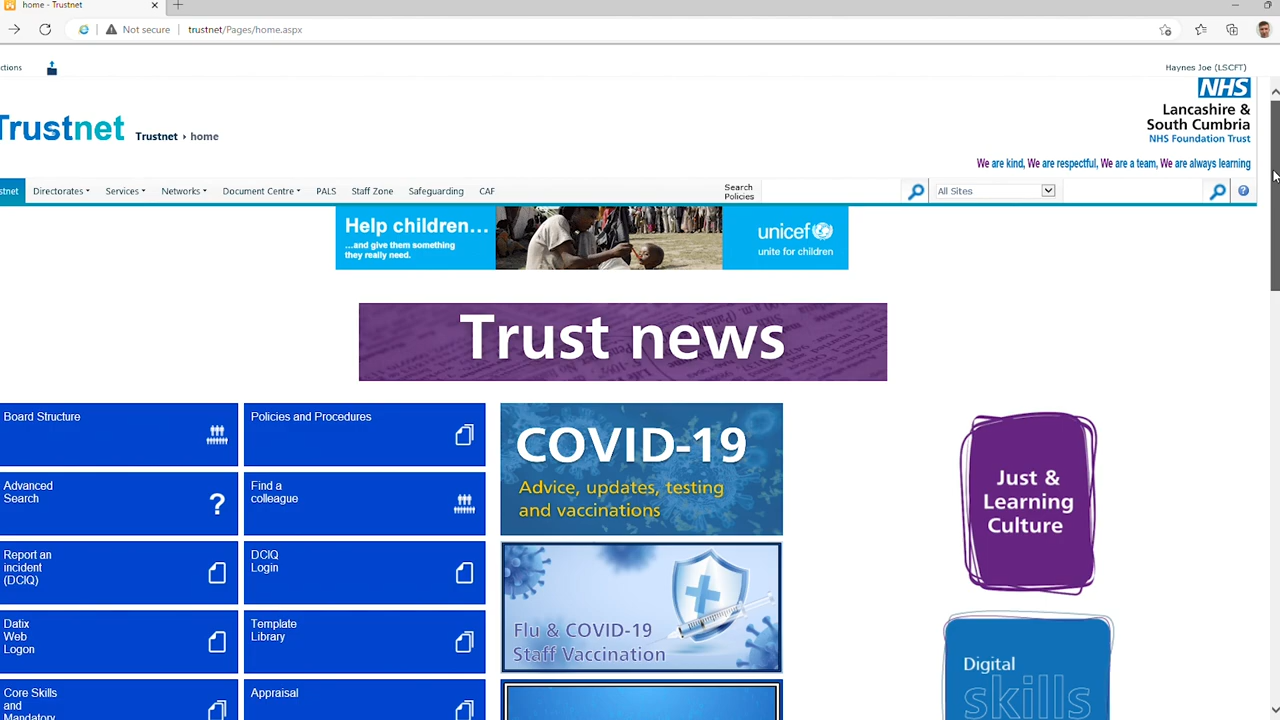 home - Trustnet
Not secure
trustnet/Pages/home.aspx
ctions
Haynes Joe (LSCFT)
NHS
Lancashire &
South Cumbria
NHS Foundation Trust
Trustnet
Trustnet ▸ home
We are kind, We are respectful, We are a team, We are always learning
stnet
Directorates
Services
Networks
Document Centre
PALS
Staff Zone
Safeguarding
CAF
Search
Policies
All Sites
Help children...
...and give them something
they really need.
unicef
unite for children
Trust news
Board Structure
Policies and Procedures
Advanced
Search
?
Find a
colleague
Report an
incident
(DCIQ)
DCIQ
Login
Datix
Web
Logon
Template
Library
Core Skills
and
Mandatory
Appraisal
COVID-19
Advice, updates, testing
and vaccinations
Flu & COVID-19
Staff Vaccination
Just &
Learning
Culture
Digital
skills